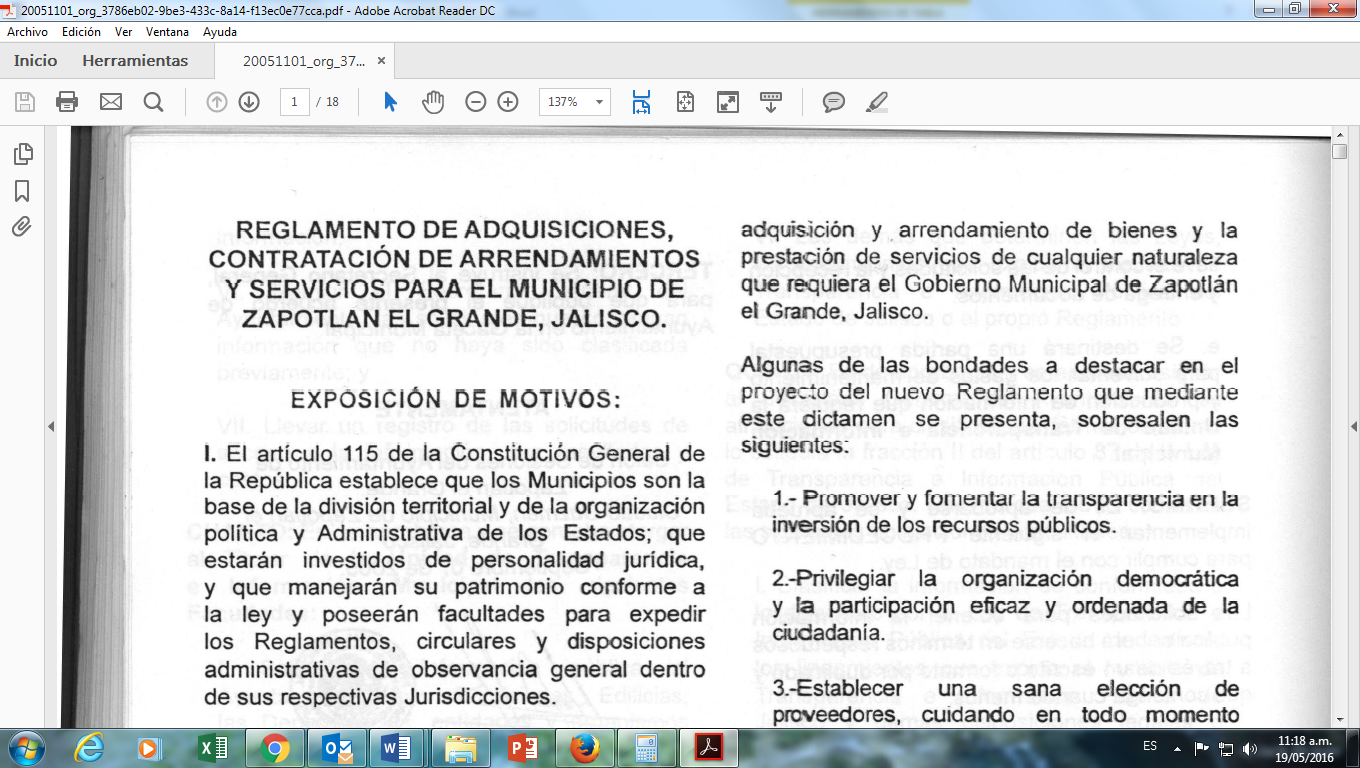 20051101_org_3786eb02-9be3-433c-8a14-f13ec0e77cca.pdf - Adobe Acrobat Reader DC
Archivo Edición Ver Ventana Ayuda
Inicio Herramientas 20051101_org_37... ×
1 / 18 137%
REGLAMENTO DE ADQUISICIONES,
CONTRATACIÓN DE ARRENDAMIENTOS
Y SERVICIOS PARA EL MUNICIPIO DE
ZAPOTLAN EL GRANDE, JALISCO.
EXPOSICIÓN DE MOTIVOS:
I. El artículo 115 de la Constitución General de
la República establece que los Municipios son la
base de la división territorial y de la organización
política y Administrativa de los Estados; que
estarán investidos de personalidad jurídica,
y que manejarán su patrimonio conforme a
la ley y poseerán facultades para expedir
los Reglamentos, circulares y disposiciones
administrativas de observancia general dentro
de sus respectivas Jurisdicciones.
adquisición y arrendamiento de bienes y la
prestación de servicios de cualquier naturaleza
que requiera el Gobierno Municipal de Zapotlán
el Grande, Jalisco.
Algunas de las bondades a destacar en el
proyecto del nuevo Reglamento que mediante
este dictamen se presenta, sobresalen las
siguientes:
1.- Promover y fomentar la transparencia en la
inversión de los recursos públicos.
2.-Privilegiar la organización democrática
y la participación eficaz y ordenada de la
ciudadanía.
3.-Establecer una sana elección de
proveedores, cuidando en todo momento
ES
11:18 a.m.
19/05/2016